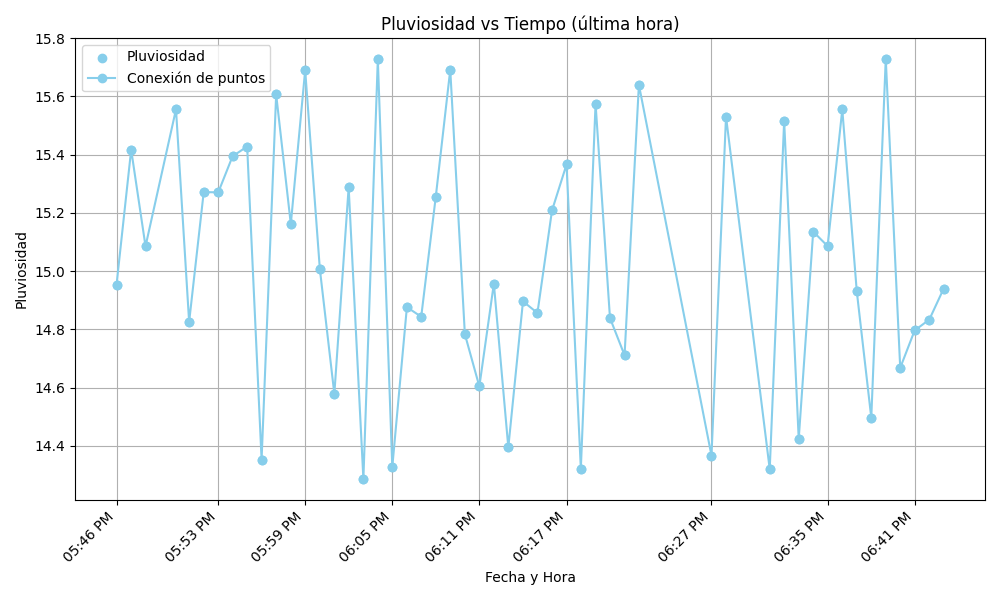 Pluviosidad vs Tiempo (última hora)
Pluviosidad
Conexión de puntos
15.8
15.6
15.4
15.2
15.0
14.8
14.6
14.4
Pluviosidad
05:46 PM
05:53 PM
05:59 PM
06:05 PM
06:11 PM
06:17 PM
06:27 PM
06:35 PM
06:41 PM
Fecha y Hora